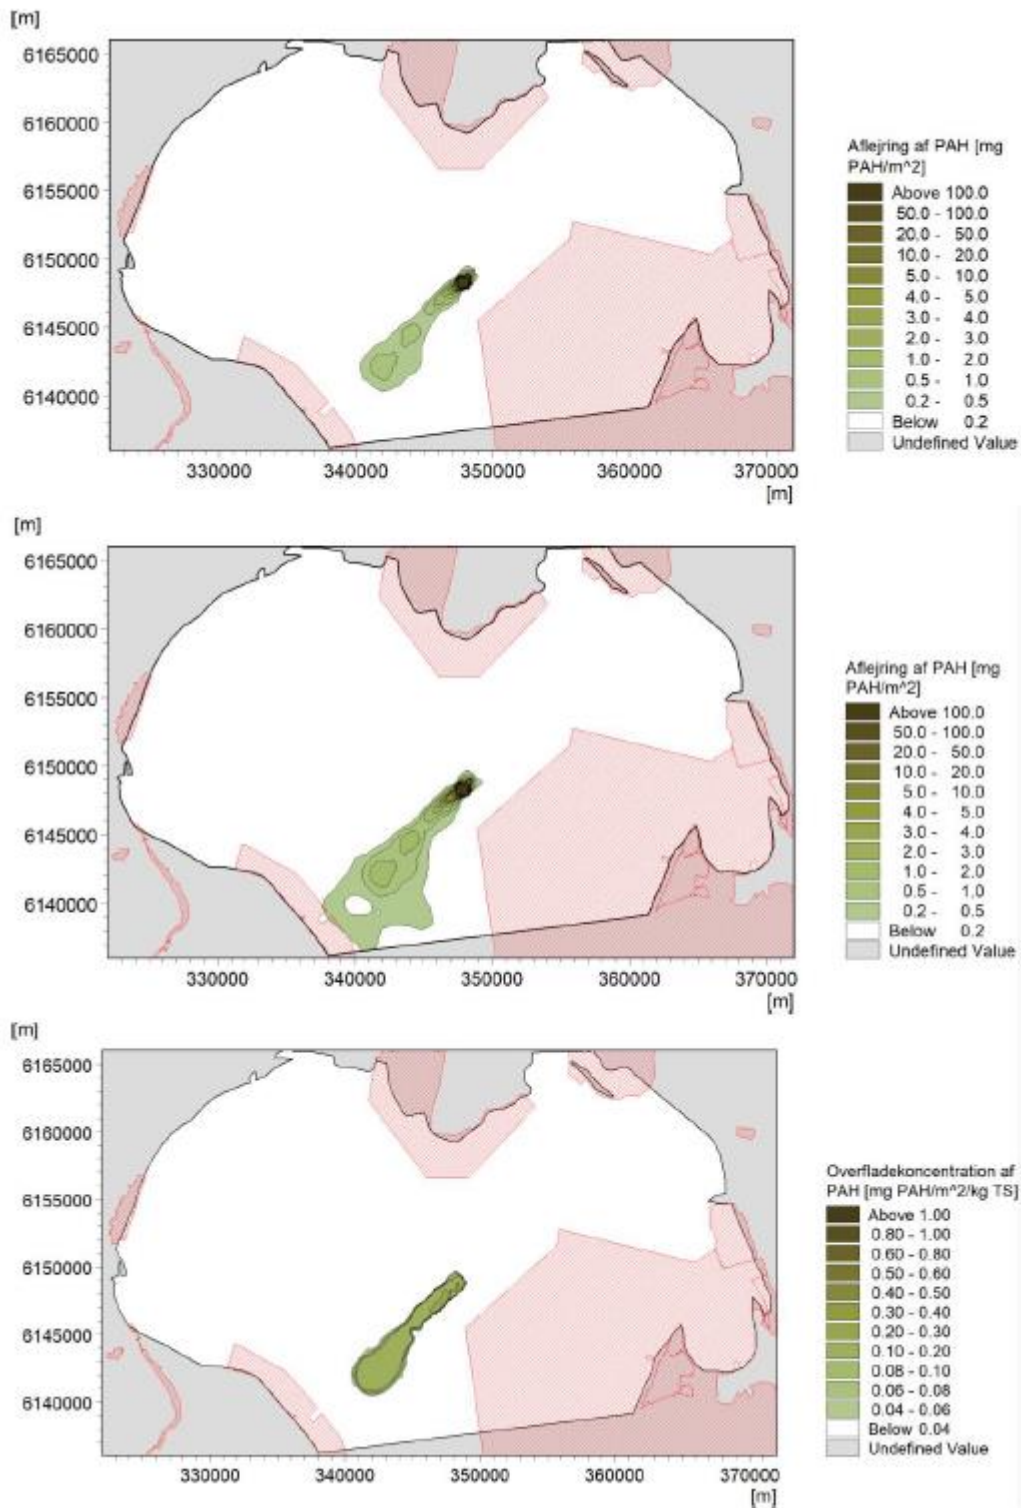 [m]
6165000
6160000
6155000
6150000
6145000
6140000
330000 340000 350000 360000 370000
[m]
Aflejring af PAH [mg
PAH/m^2]
Above 100.0
50.0 - 100.0
20.0 - 50.0
10.0 - 20.0
5.0 - 10.0
4.0 - 5.0
3.0 - 4.0
2.0 - 3.0
1.0 - 2.0
0.5 - 1.0
0.2 - 0.5
Below 0.2
Undefined Value
[m]
6165000
6160000
6155000
6150000
6145000
6140000
330000 340000 350000 360000 370000
[m]
Aflejring af PAH [mg
PAH/m^2]
Above 100.0
50.0 - 100.0
20.0 - 50.0
10.0 - 20.0
5.0 - 10.0
4.0 - 5.0
3.0 - 4.0
2.0 - 3.0
1.0 - 2.0
0.5 - 1.0
0.2 - 0.5
Below 0.2
Undefined Value
[m]
6165000
6160000
6155000
6150000
6145000
6140000
330000 340000 350000 360000 370000
[m]
Overfladekoncentration af
PAH [mg PAH/m^2/kg TS]
Above 1.00
0.80 - 1.00
0.60 - 0.80
0.50 - 0.60
0.40 - 0.50
0.30 - 0.40
0.20 - 0.30
0.10 - 0.20
0.08 - 0.10
0.06 - 0.08
0.04 - 0.06
Below 0.04
Undefined Value